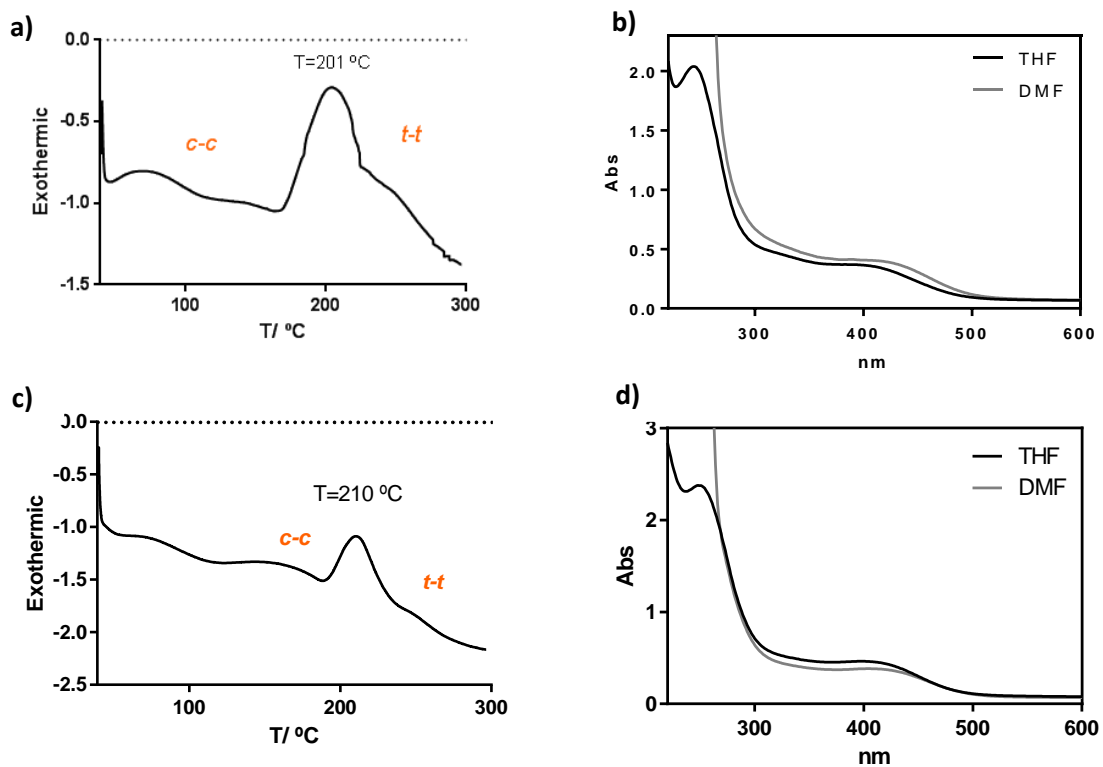 a)
0.0
-0.5
-1.0
-1.5
Exothermic
T=201 ºC
c-c
t-t
100
200
300
T/ ºC
b)
2.0
1.0
0.5
0.0
Abs
THF
DMF
300
400
500
600
nm
c)
0.0
-0.5
-1.0
-1.5
-2.0
-2.5
Exothermic
T=210 ºC
c-c
t-t
100
200
300
T/ ºC
d)
3
2
1
0
Abs
THF
DMF
300
400
500
600
nm